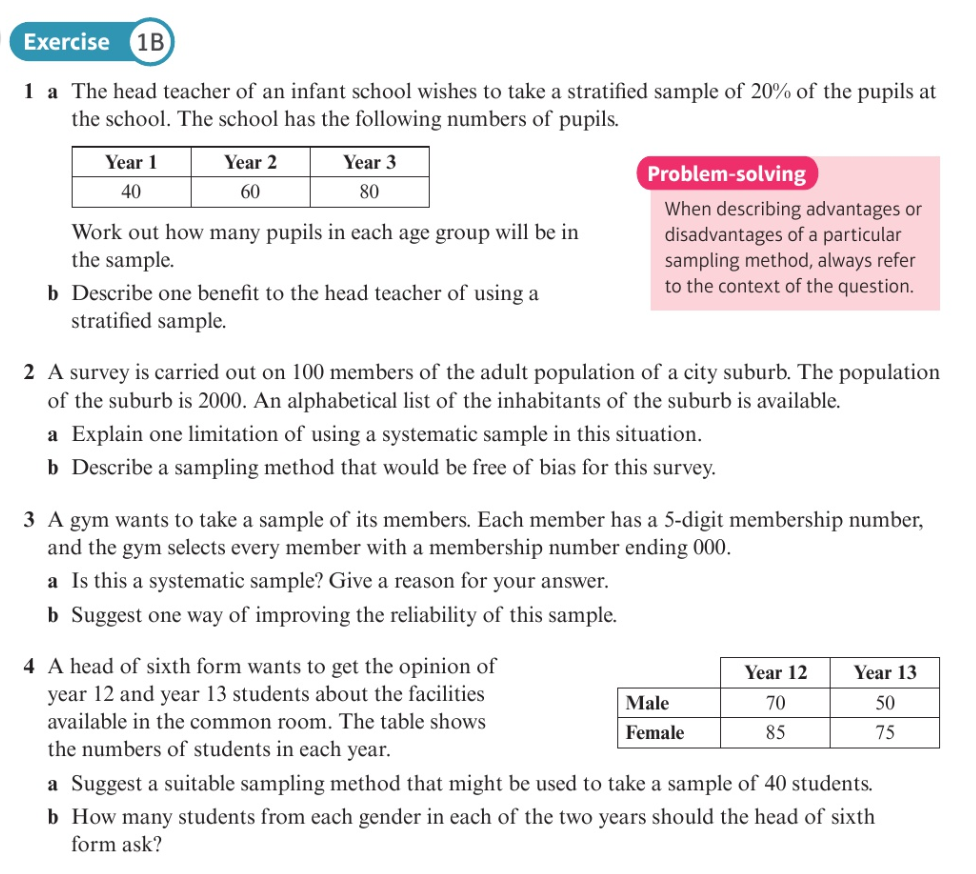 Exercise 1B
1 a The head teacher of an infant school wishes to take a stratified sample of 20% of the pupils at
the school. The school has the following numbers of pupils.
Year 1 Year 2 Year 3
40 60 80
Work out how many pupils in each age group will be in
the sample.
b Describe one benefit to the head teacher of using a
stratified sample.
Problem-solving
When describing advantages or
disadvantages of a particular
sampling method, always refer
to the context of the question.
2 A survey is carried out on 100 members of the adult population of a city suburb. The population
of the suburb is 2000. An alphabetical list of the inhabitants of the suburb is available.
a Explain one limitation of using a systematic sample in this situation.
b Describe a sampling method that would be free of bias for this survey.
3 A gym wants to take a sample of its members. Each member has a 5-digit membership number,
and the gym selects every member with a membership number ending 000.
a Is this a systematic sample? Give a reason for your answer.
b Suggest one way of improving the reliability of this sample.
4 A head of sixth form wants to get the opinion of
year 12 and year 13 students about the facilities
available in the common room. The table shows
the numbers of students in each year.
Year 12 Year 13
Male 70 50
Female 85 75
a Suggest a suitable sampling method that might be used to take a sample of 40 students.
b How many students from each gender in each of the two years should the head of sixth
form ask?